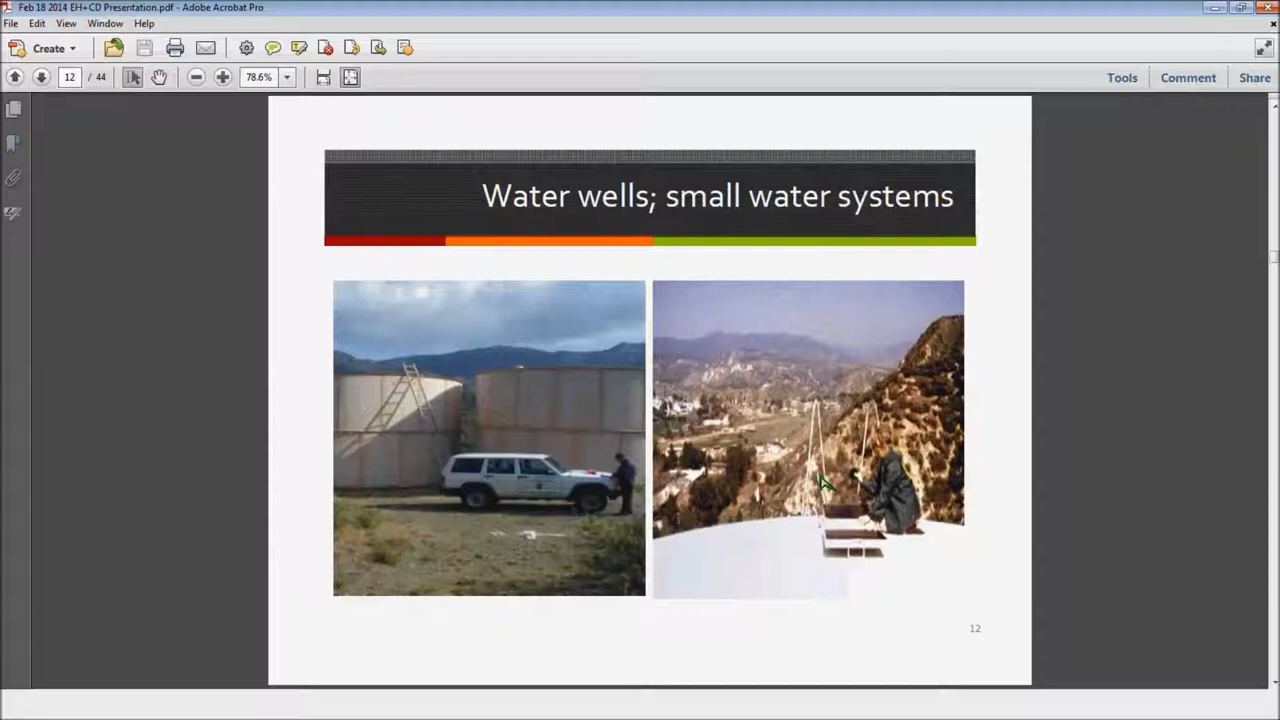 Feb 18 2014 EH+CD Presentation.pdf - Adobe Acrobat Pro
File Edit View Window Help
Create
12 / 44 78.6% Tools Comment Share
Water wells; small water systems
12